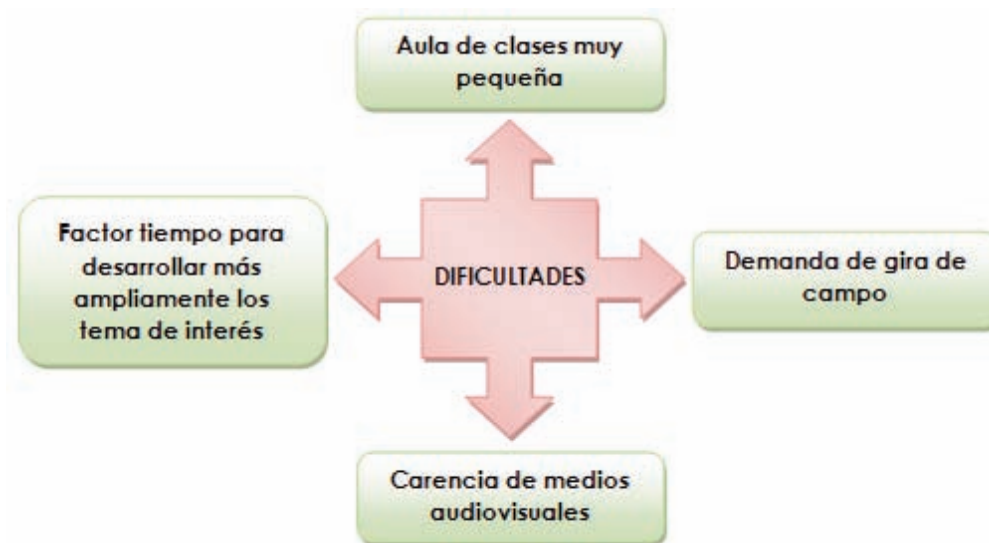 Aula de clases muy
pequeña
Factor tiempo para
desarrollar más
ampliamente los
tema de interés
DIFICULTADES
Demanda de gira de
campo
Carencia de medios
audiovisuales